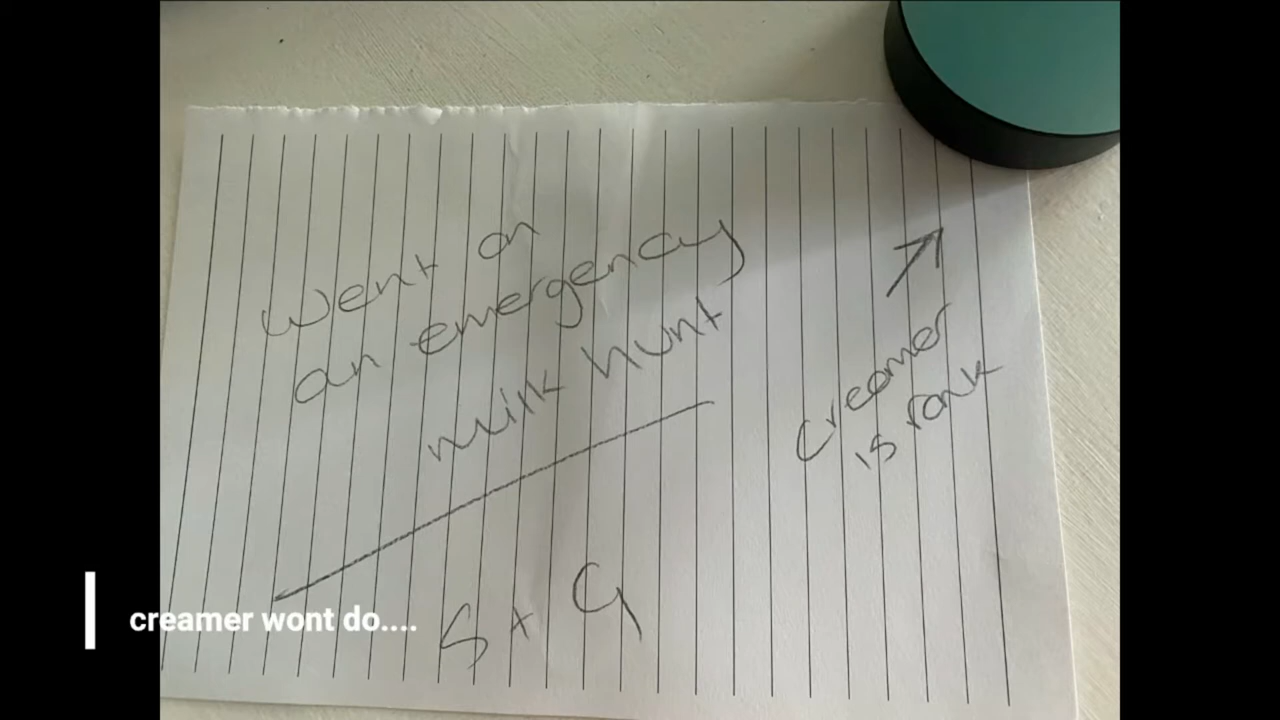 Went on
an emergency
milk hunt
S + G
creamer
is rank
creamer wont do....